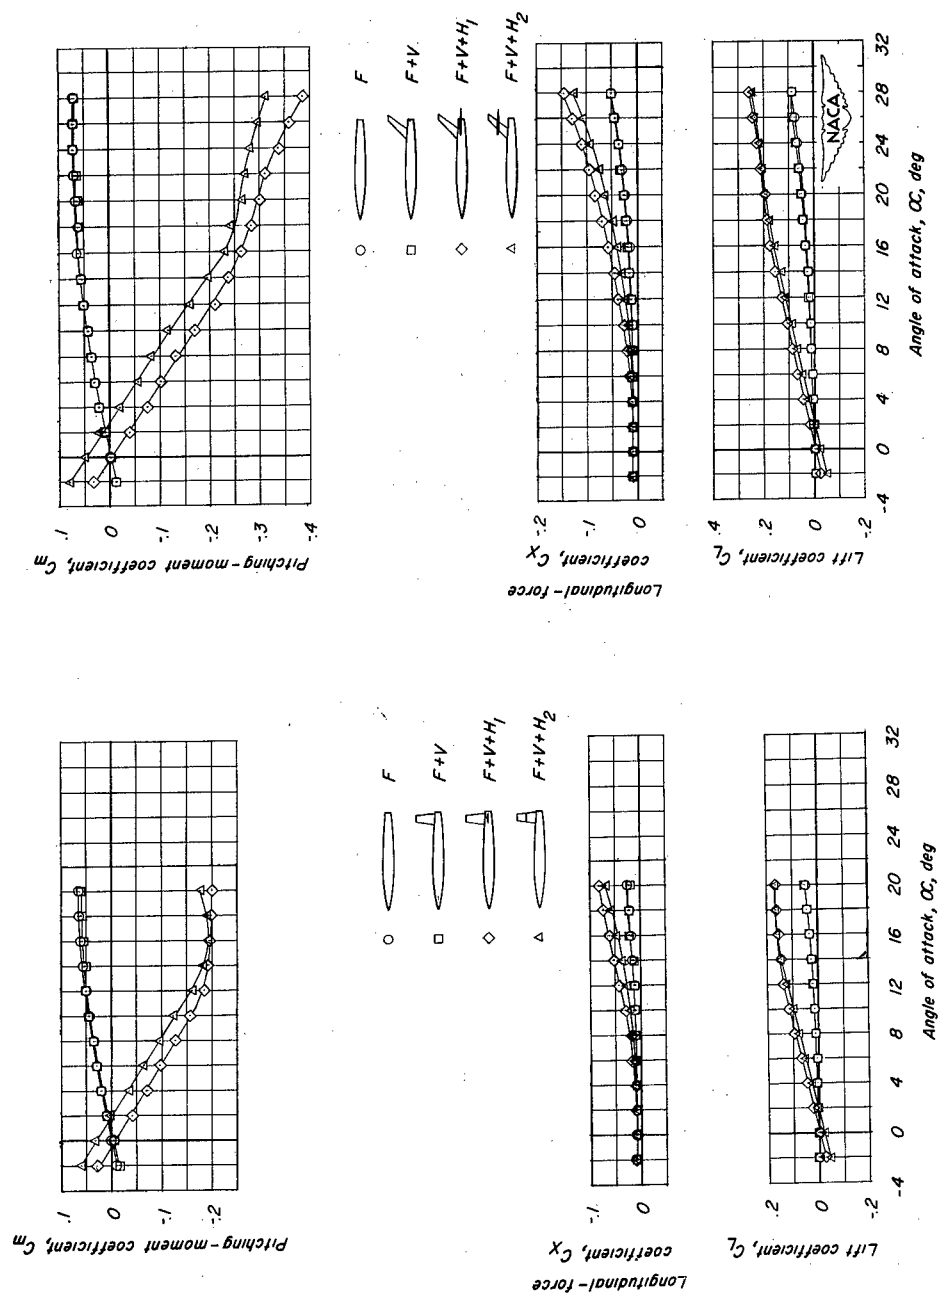 Pitching-moment coefficient, Cm
.1
0
-.1
-.2
F
F+V
F+V+H1
F+V+H2
Longitudinal-force
coefficient, CX
-.1
0
Lift coefficient, CL
.2
0
-.2
-4 0 4 8 12 16 20 24 28 32
Angle of attack, α, deg
Pitching-moment coefficient, Cm
.1
0
-.1
-.2
-.3
-.4
F
F+V
F+V+H1
F+V+H2
Longitudinal-force
coefficient, CX
-.2
-.1
0
Lift coefficient, CL
.4
.2
0
-.2
NACA
-4 0 4 8 12 16 20 24 28 32
Angle of attack, α, deg